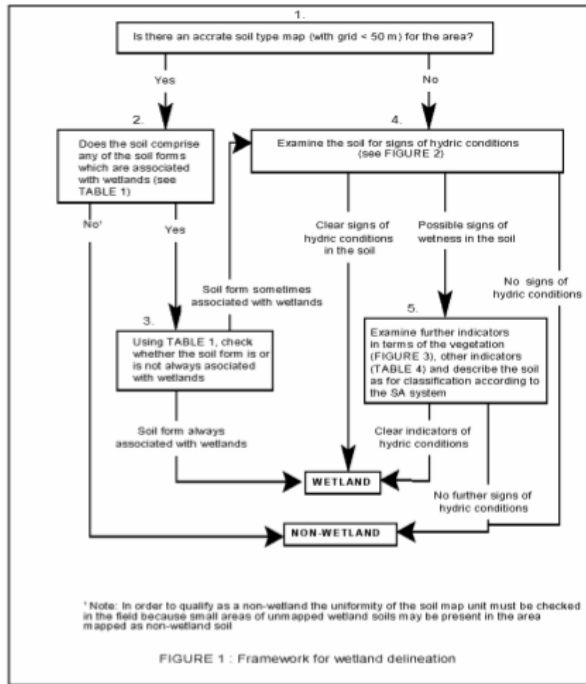 1.
Is there an accrate soil type map (with grid < 50 m) for the area?
Yes
No
2.
Does the soil comprise
any of the soil forms
which are associated
with wetlands (see
TABLE 1)
4.
Examine the soil for signs of hydric conditions
(see FIGURE 2)
No¹
Yes
Clear signs of
hydric conditions
in the soil
Possible signs of
wetness in the soil
No signs of
hydric conditions
Soil form sometimes
associated with wetlands
3.
Using TABLE 1, check
whether the soil form is or
is not always asociated
with wetlands
5.
Examine further indicators
in terms of the vegetation
(FIGURE 3), other indicators
(TABLE 4) and describe the soil
as for classification according to
the SA system
Soil form always
associated with wetlands
Clear indicators of
hydric conditions
WETLAND
No further signs of
hydric conditions
NON-WETLAND
¹ Note: In order to qualify as a non-wetland the uniformity of the soil map unit must be checked
in the field because small areas of unmapped wetland soils may be present in the area
mapped as non-wetland soil
FIGURE 1 : Framework for wetland delineation